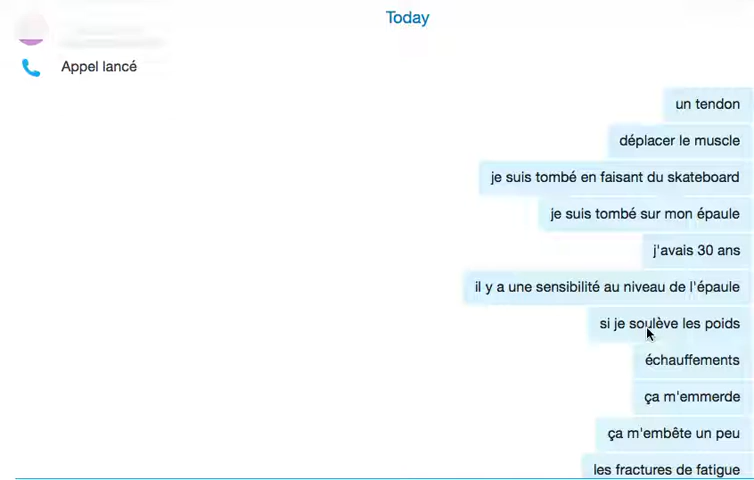 Today
Appel lancé
un tendon
déplacer le muscle
je suis tombé en faisant du skateboard
je suis tombé sur mon épaule
j'avais 30 ans
il y a une sensibilité au niveau de l'épaule
si je soulève les poids
échauffements
ça m'emmerde
ça m'embête un peu
les fractures de fatigue